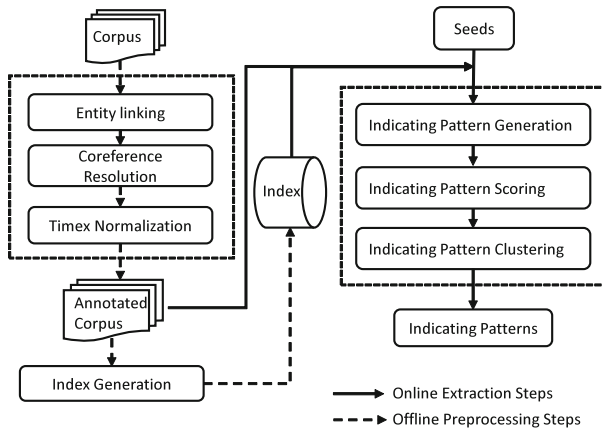 Corpus
Entity linking
Coreference
Resolution
Timex Normalization
Annotated
Corpus
Index Generation
Index
Seeds
Indicating Pattern Generation
Indicating Pattern Scoring
Indicating Pattern Clustering
Indicating Patterns
Online Extraction Steps
Offline Preprocessing Steps